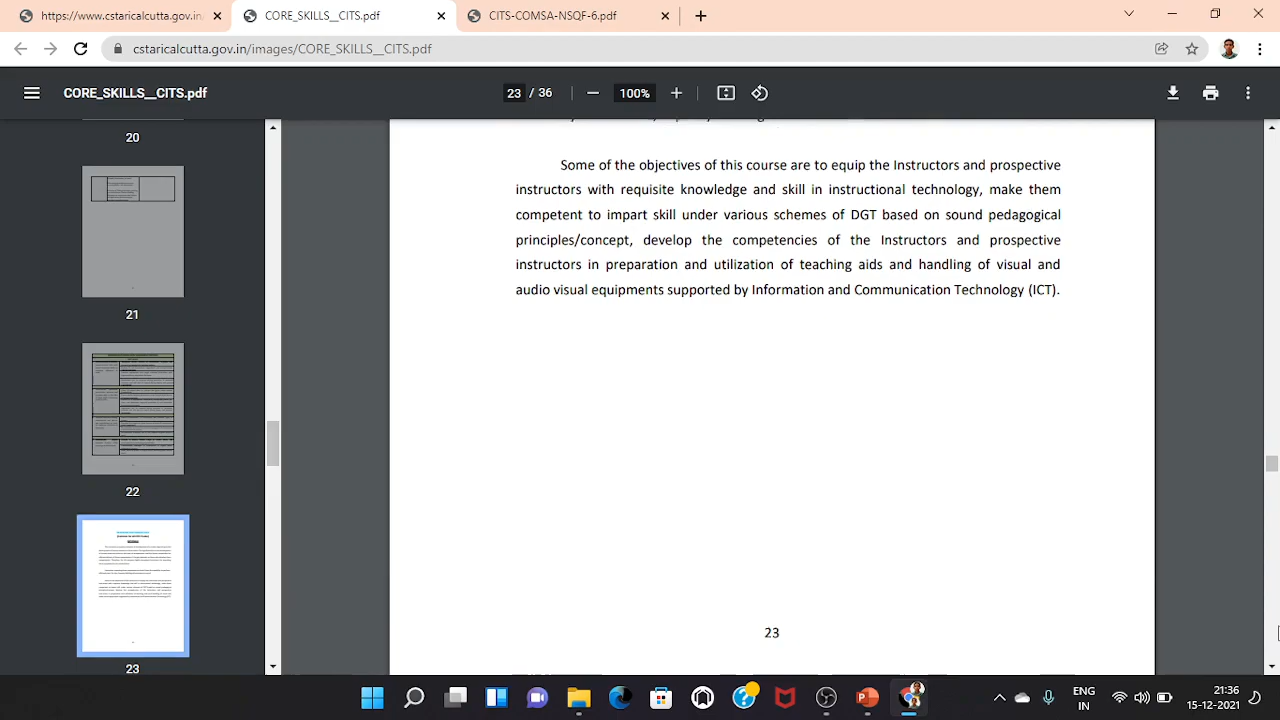 https://www.cstaricalcutta.gov.in
CORE_SKILLS__CITS.pdf
CITS-COMSA-NSQF-6.pdf
cstaricalcutta.gov.in/images/CORE_SKILLS__CITS.pdf
CORE_SKILLS__CITS.pdf
23 / 36
100%
20
21
22
23
Some of the objectives of this course are to equip the Instructors and prospective
instructors with requisite knowledge and skill in instructional technology, make them
competent to impart skill under various schemes of DGT based on sound pedagogical
principles/concept, develop the competencies of the Instructors and prospective
instructors in preparation and utilization of teaching aids and handling of visual and
audio visual equipments supported by Information and Communication Technology (ICT).
23
ENG
IN
21:36
15-12-2021